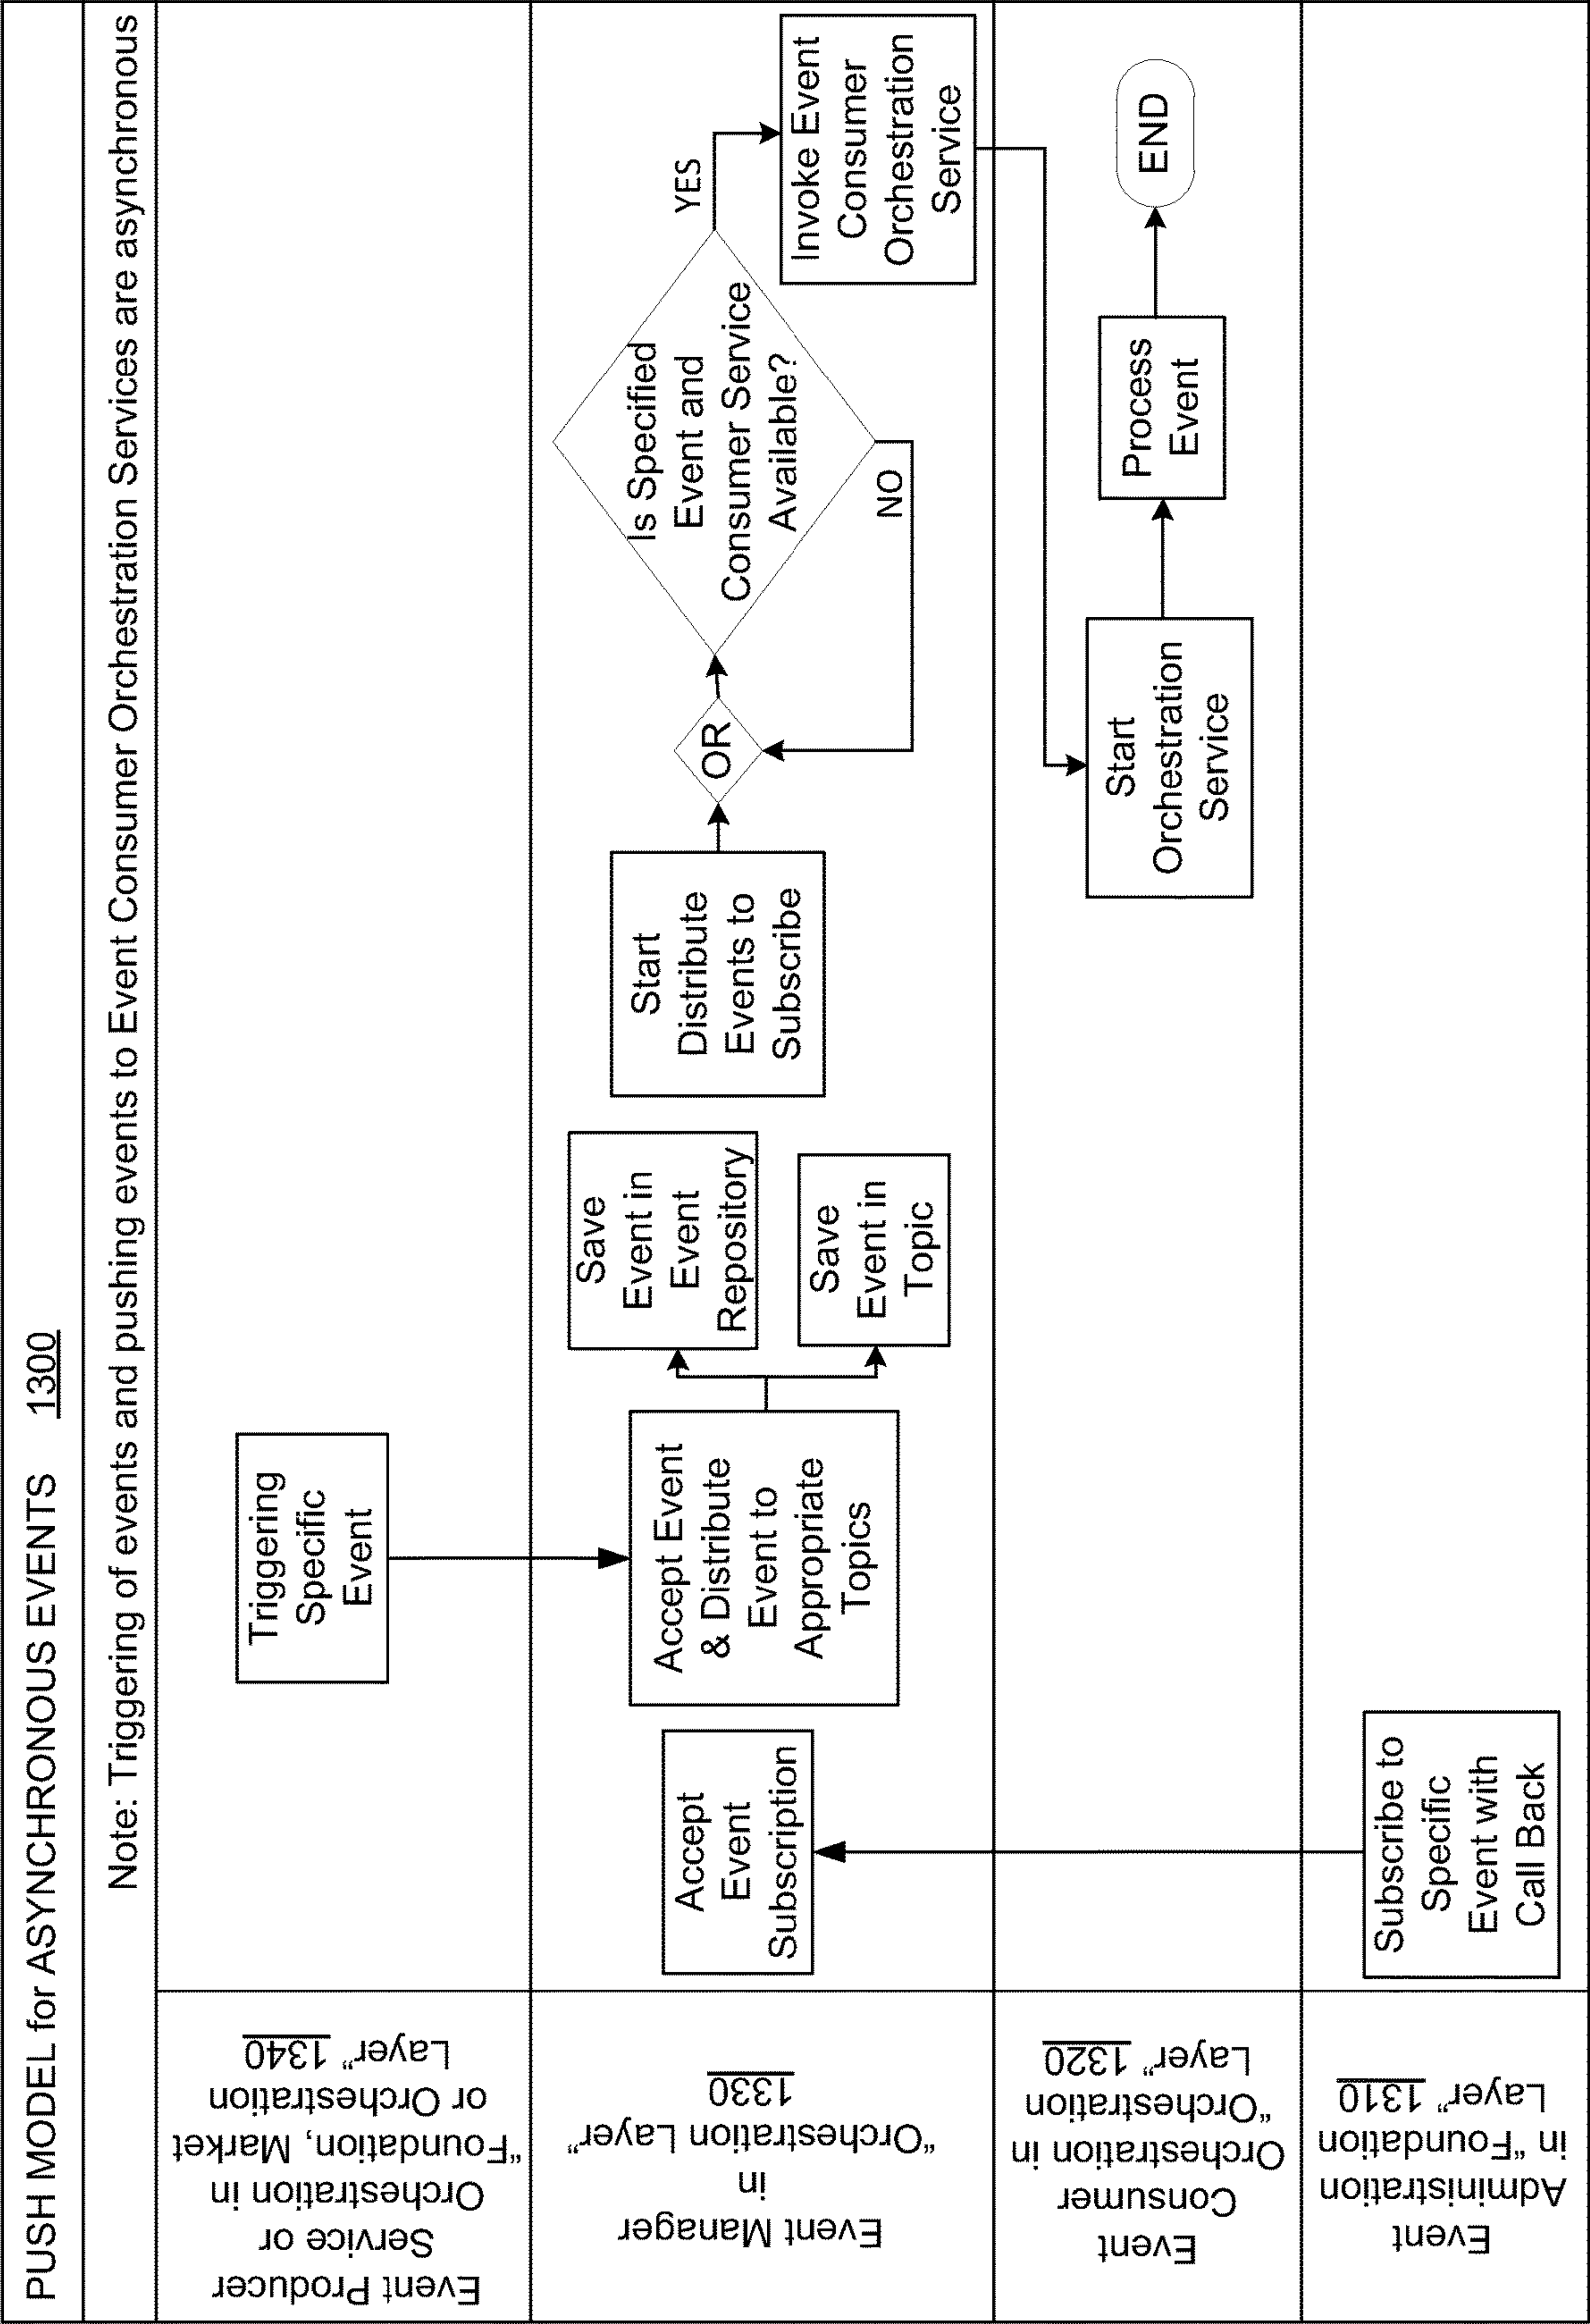 PUSH MODEL for ASYNCHRONOUS EVENTS 1300
Note: Triggering of events and pushing events to Event Consumer Orchestration Services are asynchronous
Event Producer
Service or
Orchestration in
“Foundation, Market
or Orchestration
Layer” 1340
Triggering
Specific
Event
Event Manager
in
“Orchestration Layer”
1330
Accept
Event
Subscription
Accept Event
& Distribute
Event to
Appropriate
Topics
Save
Event in
Event
Repository
Save
Event in
Topic
Start
Distribute
Events to
Subscribe
OR
Is Specified
Event and
Consumer Service
Available?
YES
NO
Invoke Event
Consumer
Orchestration
Service
Event
Consumer
Orchestration in
“Orchestration
Layer” 1320
Start
Orchestration
Service
Process
Event
END
Event
Administration
in “Foundation
Layer” 1310
Subscribe to
Specific
Event with
Call Back